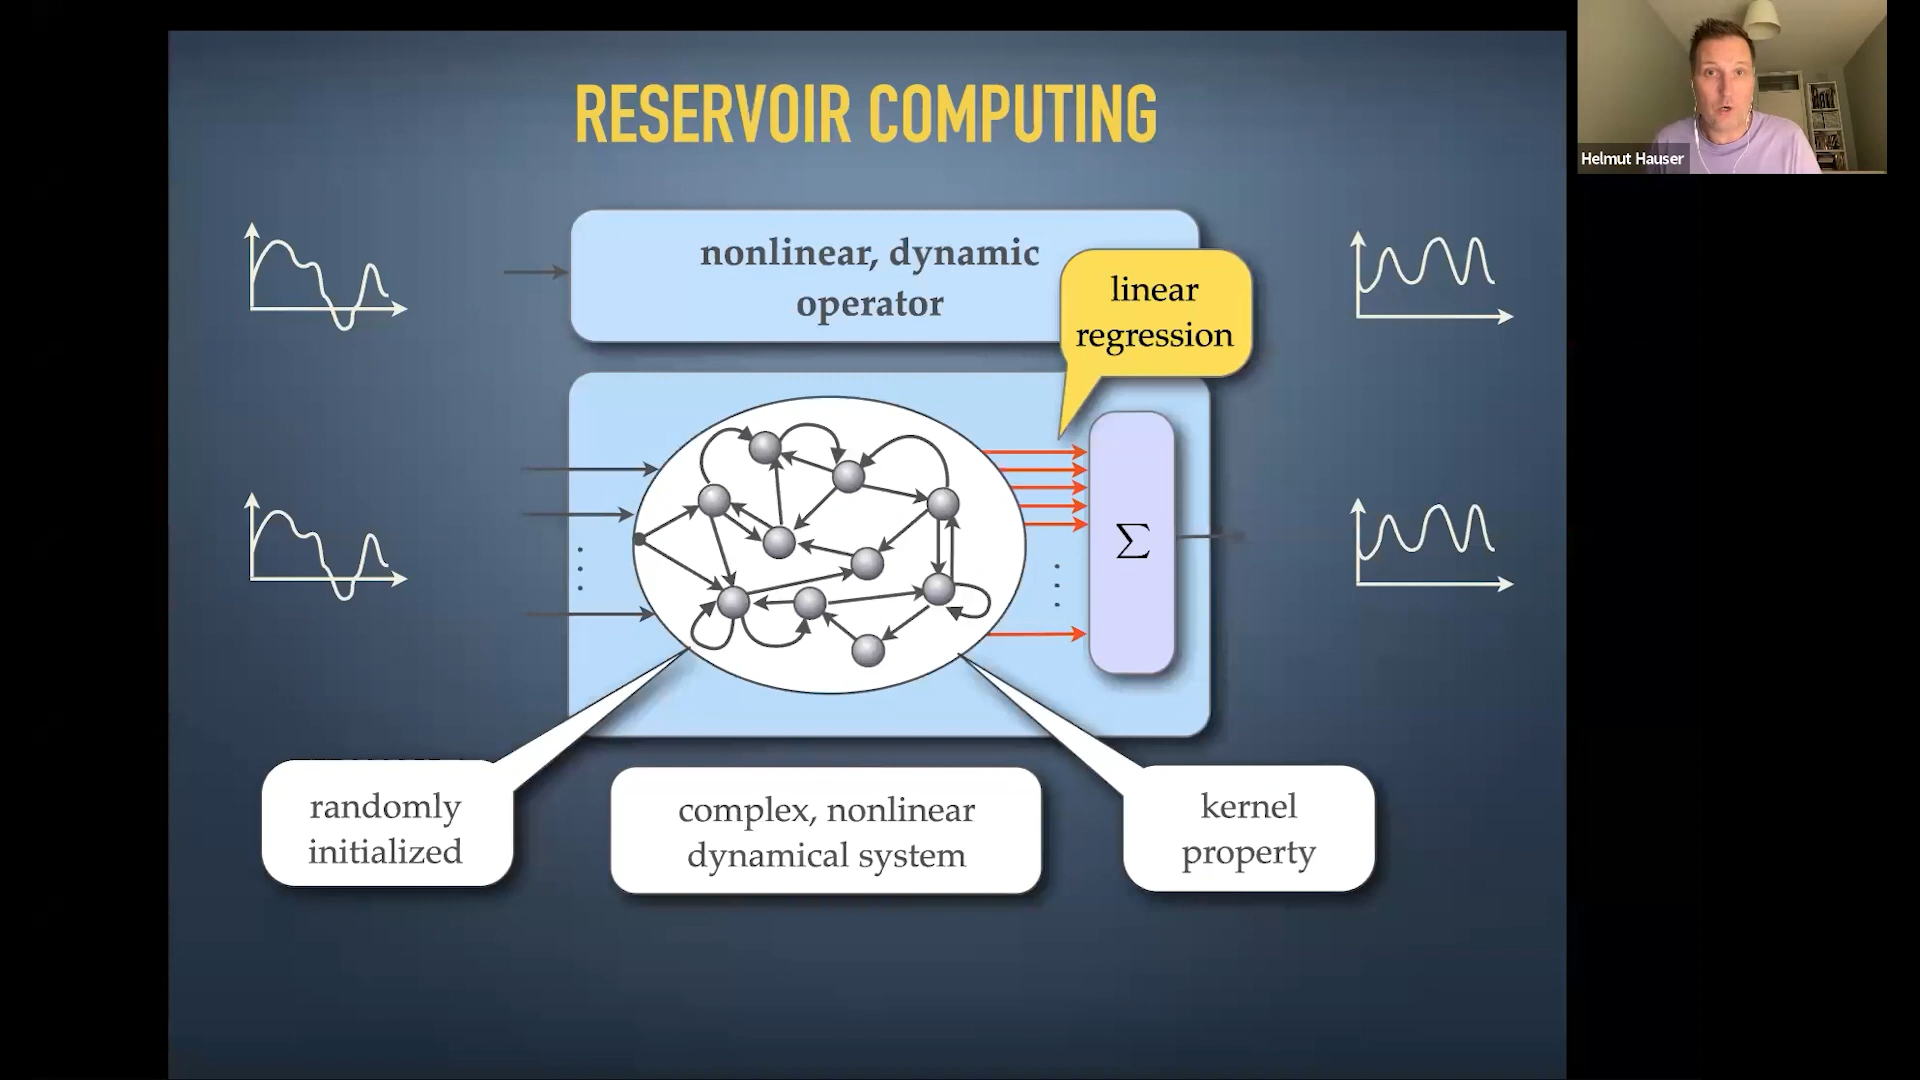 RESERVOIR COMPUTING
Helmut Hauser
nonlinear, dynamic
operator
linear
regression
Σ
randomly
initialized
complex, nonlinear
dynamical system
kernel
property